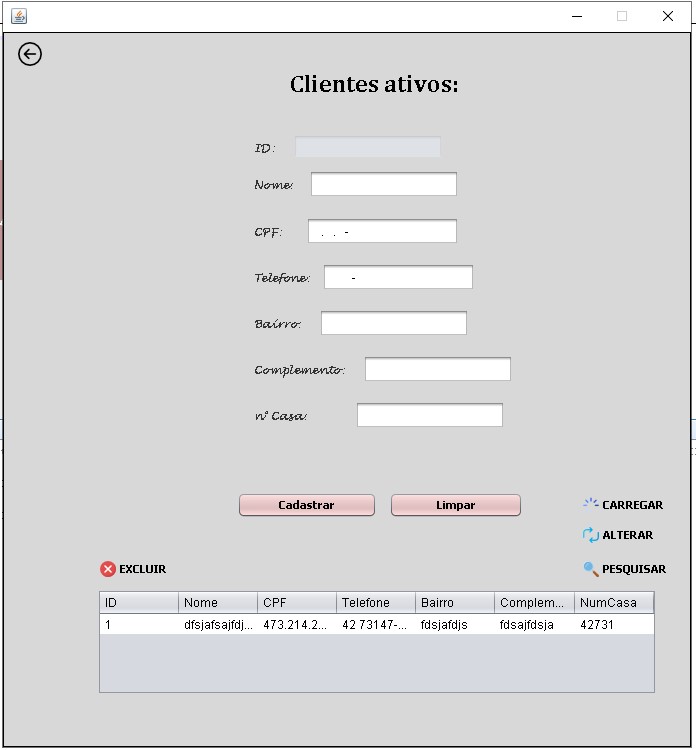 Clientes ativos:
ID:
Nome:
CPF:
. . -
Telefone:
-
Bairro:
Complemento:
nº Casa:
Cadastrar
Limpar
CARREGAR
ALTERAR
EXCLUIR
PESQUISAR
ID Nome CPF Telefone Bairro Complem... NumCasa
1 dfsjafsajfdj... 473.214.2... 42 73147-... fdsjafdjs fdsajfdsja 42731